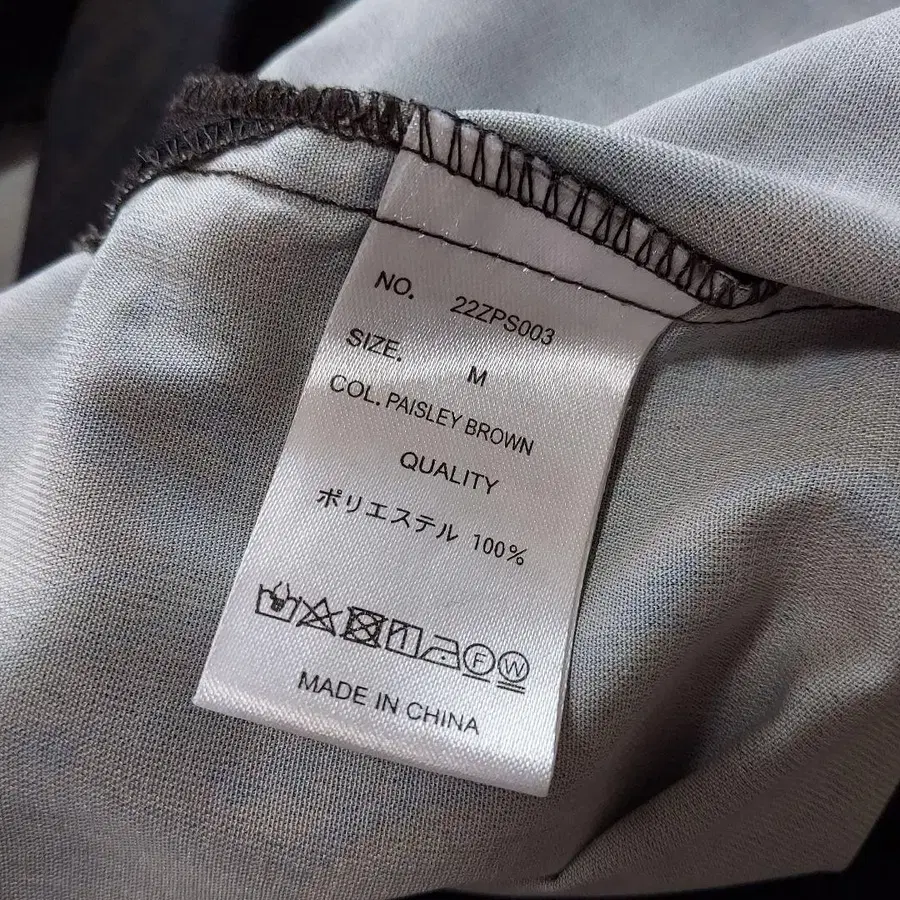 NO. 22ZPS003
SIZE. M
COL. PAISLEY BROWN
QUALITY
ポリエステル 100%
F W
MADE IN CHINA